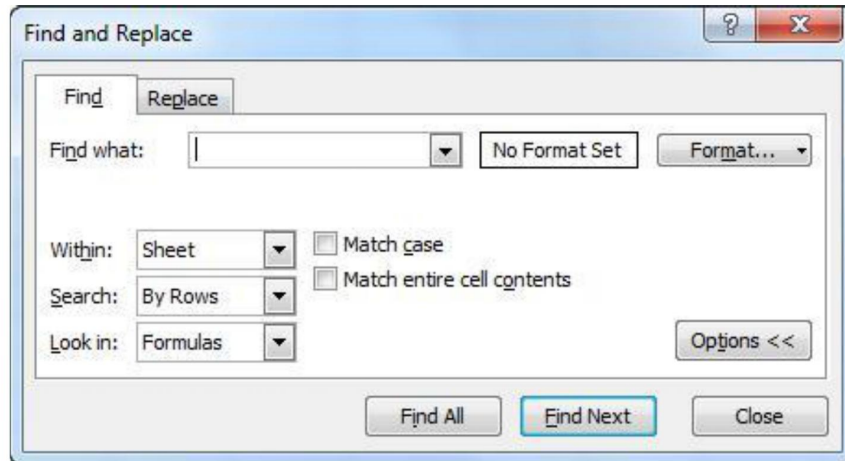 Find and Replace
Find Replace
Find what: No Format Set Format...
Within: Sheet Match case
Match entire cell contents
Search: By Rows
Look in: Formulas Options <<
Find All Find Next Close